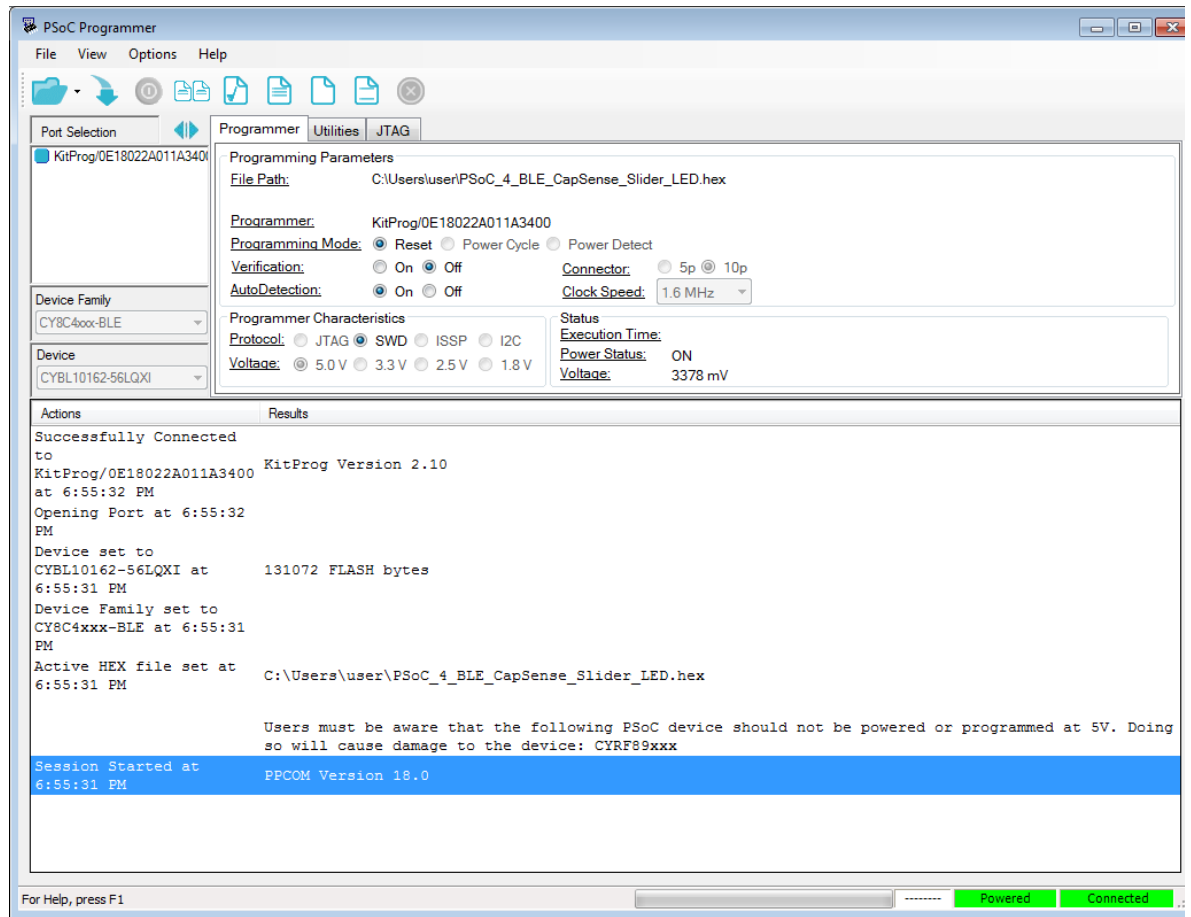 PSoC Programmer
File View Options Help
Port Selection
Programmer Utilities JTAG
KitProg/0E18022A011A3400
Programming Parameters
File Path: C:\Users\user\PSoC_4_BLE_CapSense_Slider_LED.hex
Programmer: KitProg/0E18022A011A3400
Programming Mode: Reset Power Cycle Power Detect
Verification: On Off Connector: 5p 10p
AutoDetection: On Off Clock Speed: 1.6 MHz
Device Family
CY8C4xxx-BLE
Device
CYBL10162-56LQXI
Programmer Characteristics
Protocol: JTAG SWD ISSP I2C
Voltage: 5.0 V 3.3 V 2.5 V 1.8 V
Status
Execution Time:
Power Status: ON
Voltage: 3378 mV
Actions Results
Successfully Connected
to
KitProg/0E18022A011A3400
at 6:55:32 PM
KitProg Version 2.10
Opening Port at 6:55:32
PM
Device set to
CYBL10162-56LQXI at
6:55:31 PM
131072 FLASH bytes
Device Family set to
CY8C4xxx-BLE at 6:55:31
PM
Active HEX file set at
6:55:31 PM
C:\Users\user\PSoC_4_BLE_CapSense_Slider_LED.hex
Users must be aware that the following PSoC device should not be powered or programmed at 5V. Doing
so will cause damage to the device: CYRF89xxx
Session Started at
6:55:31 PM
PPCOM Version 18.0
For Help, press F1
--------
Powered
Connected